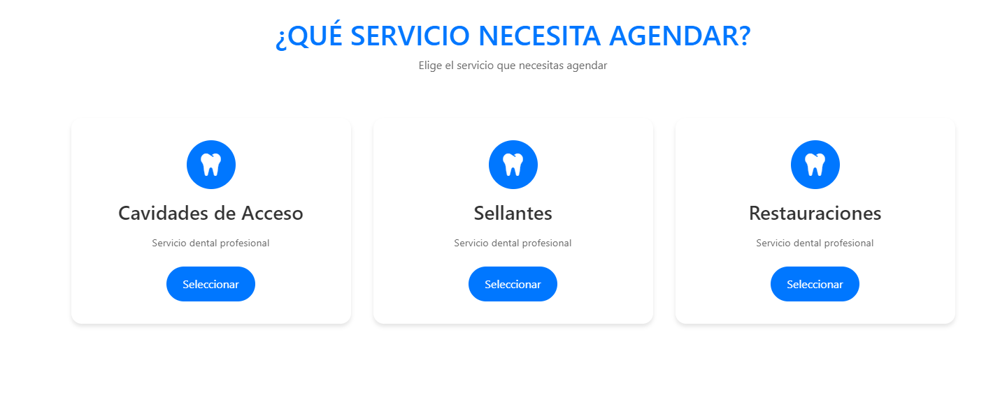 ¿QUÉ SERVICIO NECESITA AGENDAR?
Elige el servicio que necesitas agendar
Cavidades de Acceso
Servicio dental profesional
Seleccionar
Sellantes
Servicio dental profesional
Seleccionar
Restauraciones
Servicio dental profesional
Seleccionar